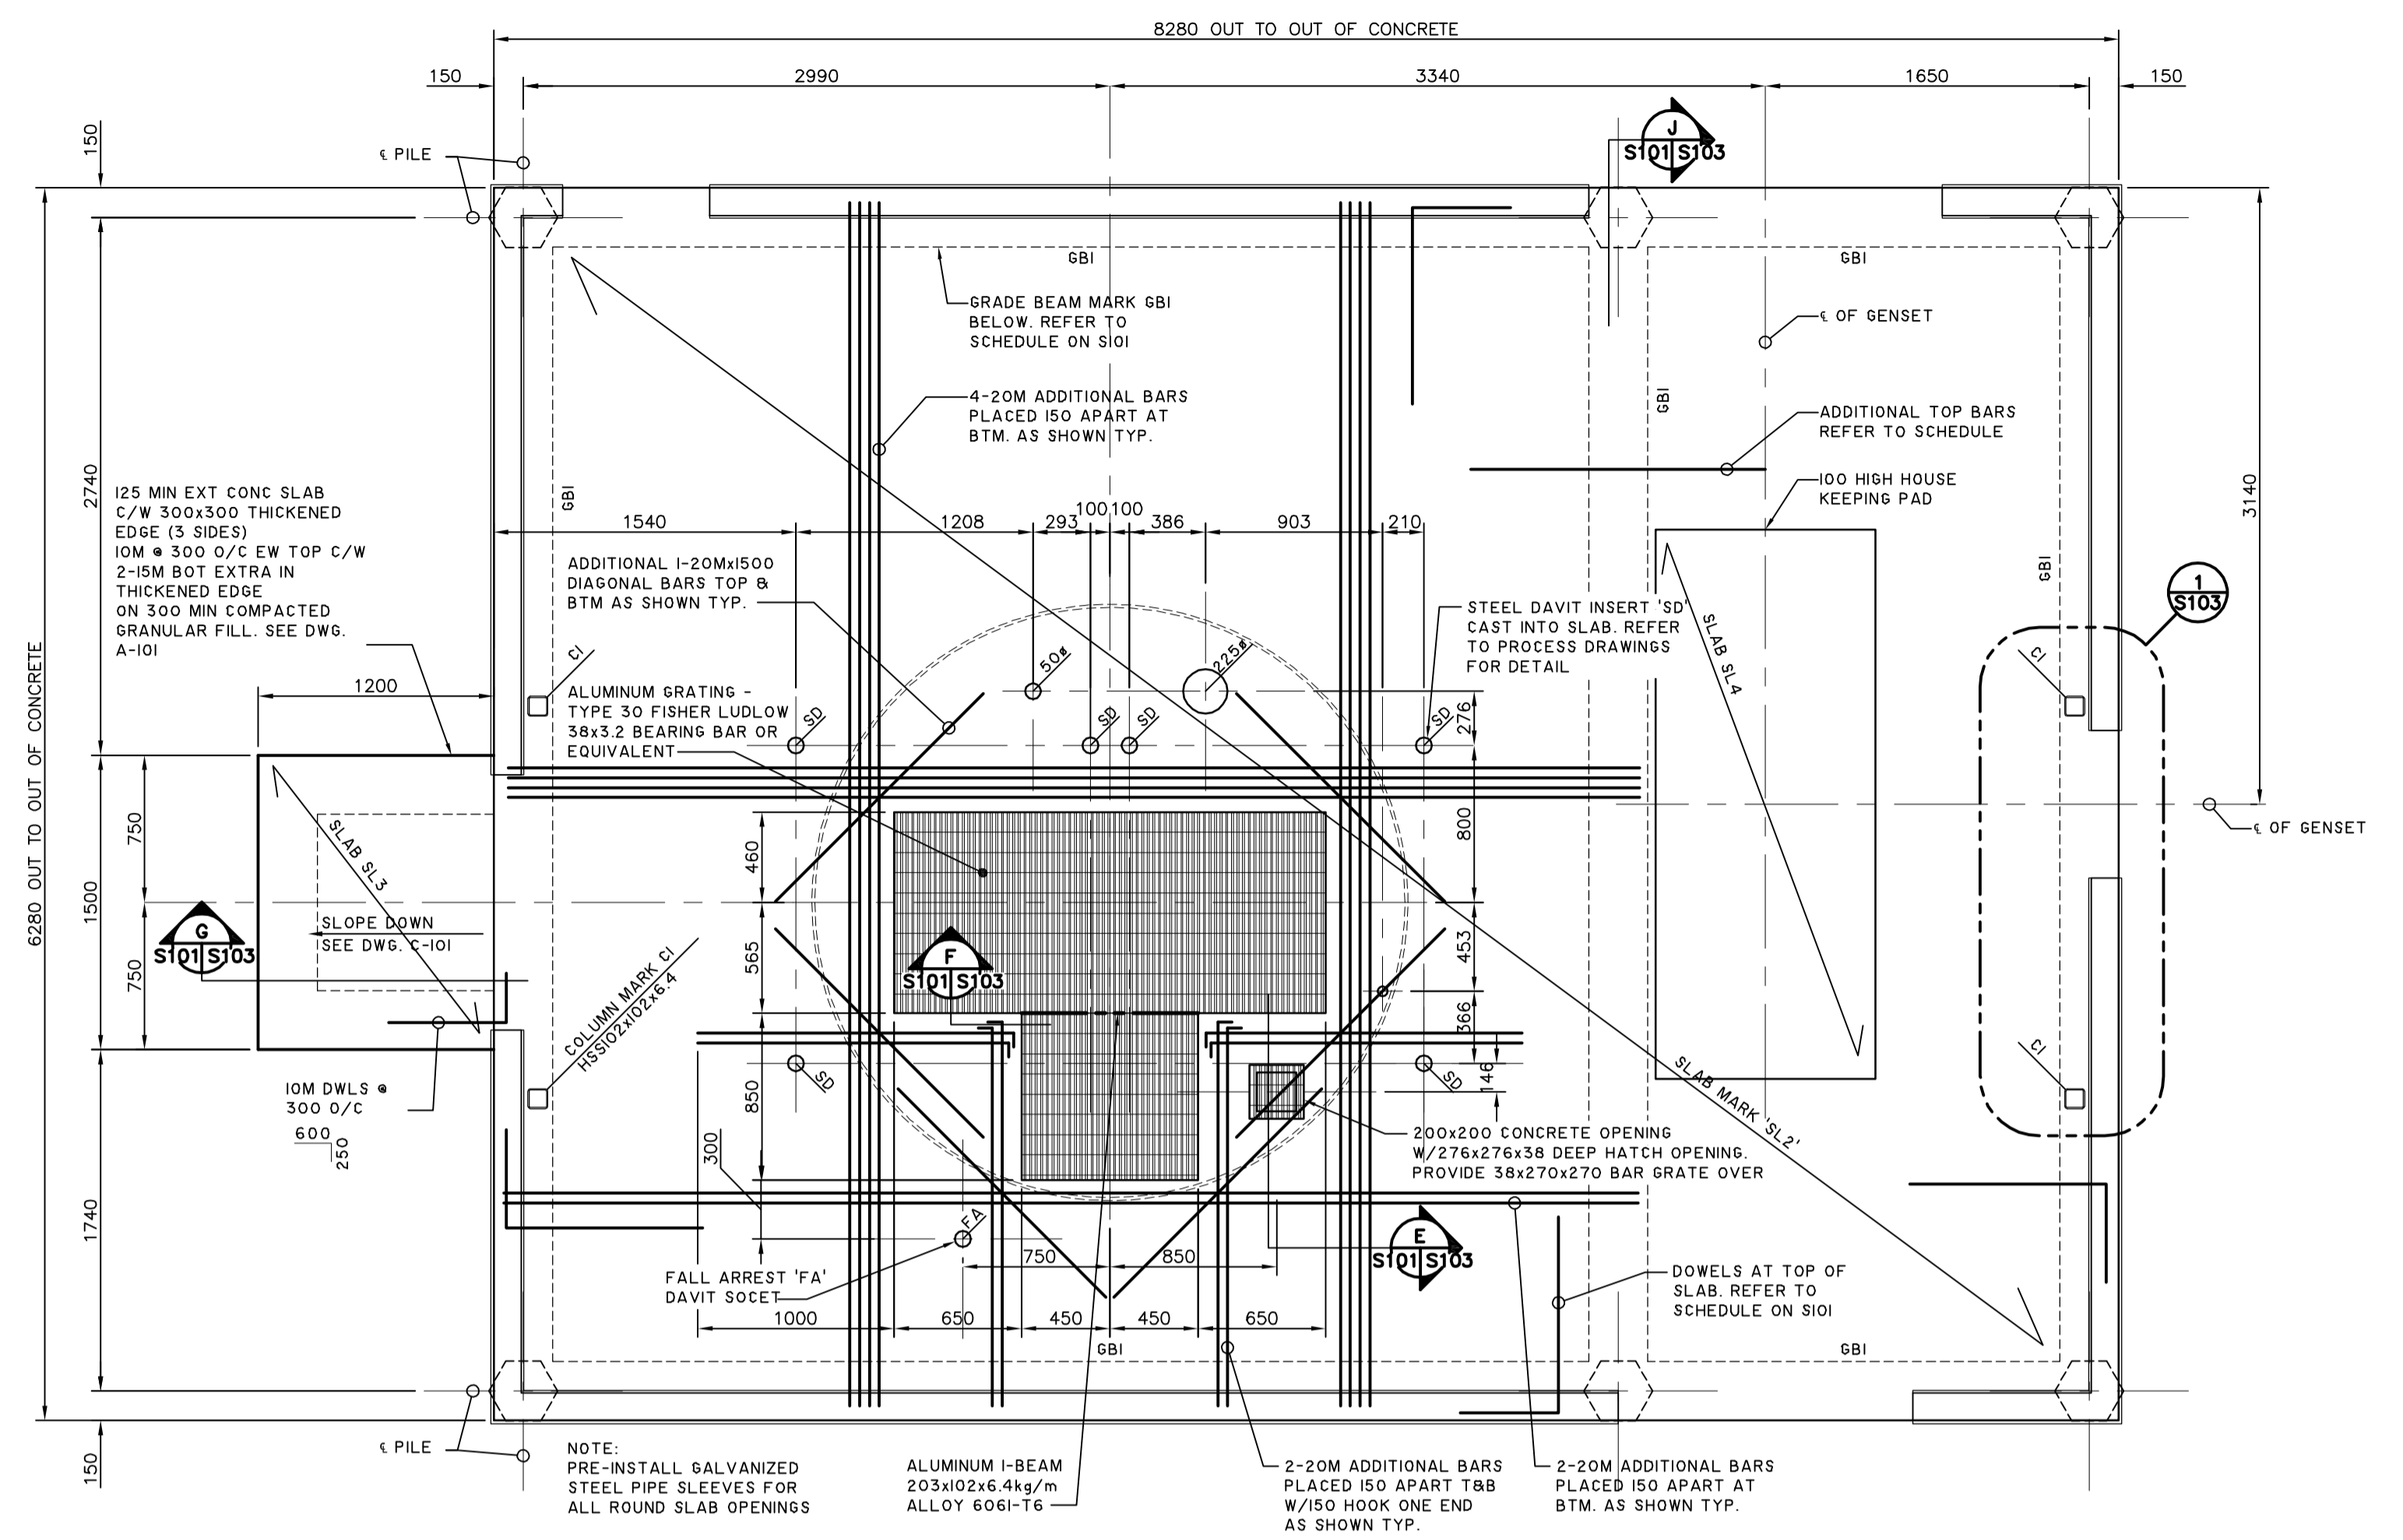 8280 OUT TO OUT OF CONCRETE
150
2990
3340
1650
150
J
S101 S103
150
℄ PILE
GB1
GB1
GRADE BEAM MARK GB1
BELOW. REFER TO
SCHEDULE ON S101
℄ OF GENSET
4-20M ADDITIONAL BARS
PLACED 150 APART AT
BTM. AS SHOWN TYP.
GB1
ADDITIONAL TOP BARS
REFER TO SCHEDULE
2740
100 HIGH HOUSE
KEEPING PAD
3140
125 MIN EXT CONC SLAB
C/W 300x300 THICKENED
EDGE (3 SIDES)
10M @ 300 O/C EW TOP C/W
2-15M BOT EXTRA IN
THICKENED EDGE
ON 300 MIN COMPACTED
GRANULAR FILL. SEE DWG.
A-101
GB1
1540
1208
293
100
100
386
903
210
ADDITIONAL 1-20Mx1500
DIAGONAL BARS TOP &
BTM AS SHOWN TYP.
GB1
1
S103
STEEL DAVIT INSERT 'SD'
CAST INTO SLAB. REFER
TO PROCESS DRAWINGS
FOR DETAIL
SLAB SL4
6280 OUT TO OUT OF CONCRETE
C1
50ø
225ø
C1
1200
ALUMINUM GRATING -
TYPE 30 FISHER LUDLOW
38x3.2 BEARING BAR OR
EQUIVALENT
SD
SD
SD
SD
276
750
460
800
℄ OF GENSET
SLAB SL3
1500
G
S101 S103
SLOPE DOWN
SEE DWG. C-101
750
565
F
S101 S103
453
COLUMN MARK C1
HSS102x102x6.4
366
C1
SD
SD
146
SLAB MARK 'SL2'
10M DWLS @
300 O/C
600
250
850
300
200x200 CONCRETE OPENING
W/276x276x38 DEEP HATCH OPENING.
PROVIDE 38x270x270 BAR GRATE OVER
1740
FA
E
S101 S103
750
850
FALL ARREST 'FA'
DAVIT SOCET
DOWELS AT TOP OF
SLAB. REFER TO
SCHEDULE ON S101
1000
650
450
450
650
GB1
GB1
150
℄ PILE
NOTE:
PRE-INSTALL GALVANIZED
STEEL PIPE SLEEVES FOR
ALL ROUND SLAB OPENINGS
ALUMINUM I-BEAM
203x102x6.4kg/m
ALLOY 6061-T6
2-20M ADDITIONAL BARS
PLACED 150 APART T&B
W/150 HOOK ONE END
AS SHOWN TYP.
2-20M ADDITIONAL BARS
PLACED 150 APART AT
BTM. AS SHOWN TYP.